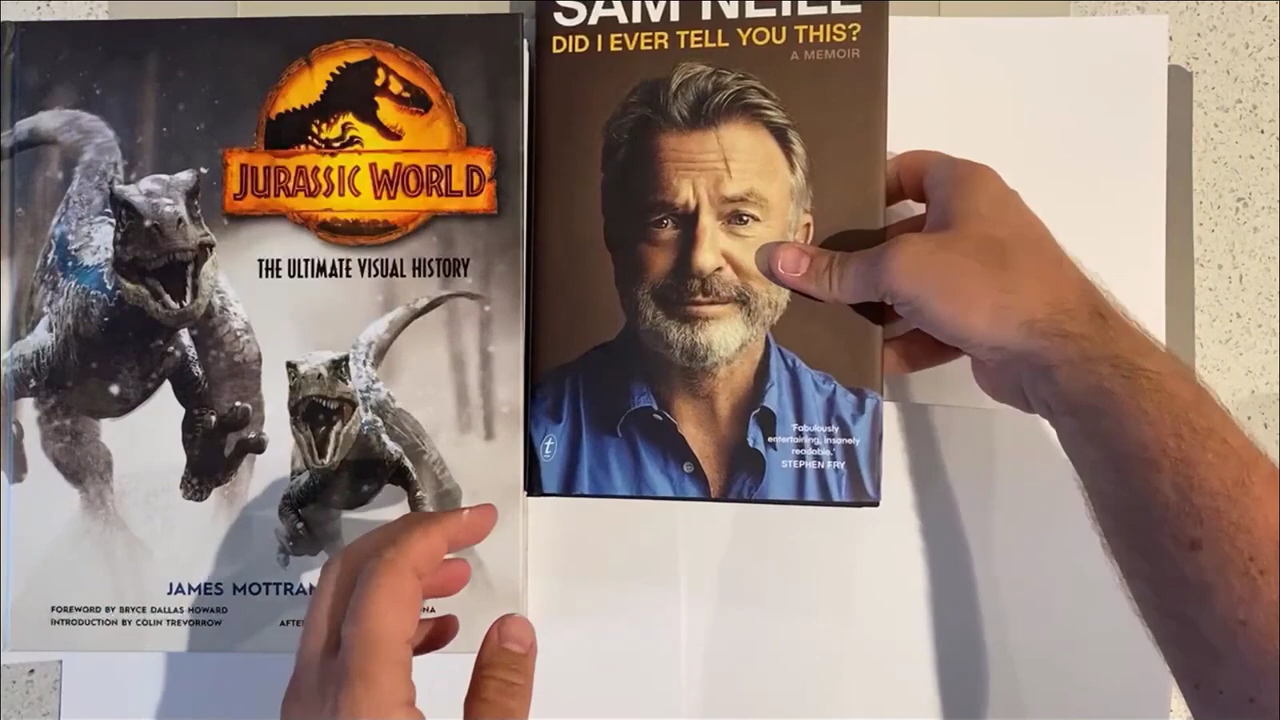 JURASSIC WORLD
THE ULTIMATE VISUAL HISTORY
JAMES MOTTRAM
FOREWORD BY BRYCE DALLAS HOWARD
INTRODUCTION BY COLIN TREVORROW
SAM NEILL
DID I EVER TELL YOU THIS?
A MEMOIR
'Fabulously
entertaining, insanely
readable.'
STEPHEN FRY
t